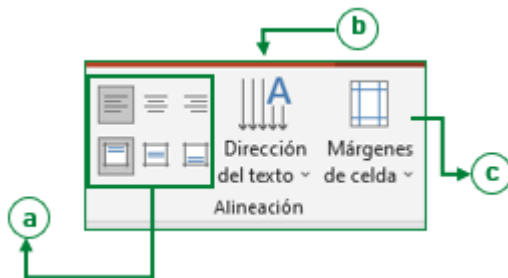 b
A
Dirección Márgenes
del texto de celda
c
Alineación
a